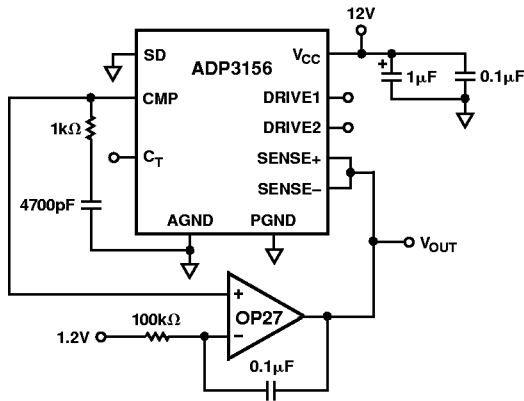 12V
SD
VCC
ADP3156
+
1µF
0.1µF
CMP
DRIVE1
1kΩ
DRIVE2
CT
SENSE+
4700pF
SENSE–
AGND
PGND
VOUT
+
100kΩ
OP27
1.2V
–
0.1µF